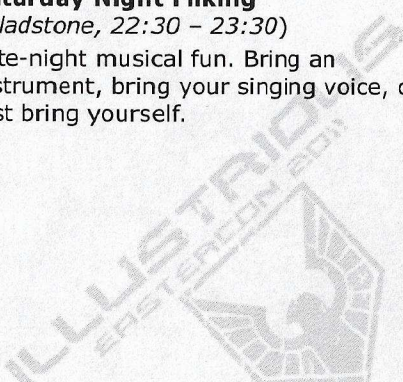 turday Night Filking
ladstone, 22:30 – 23:30)
te-night musical fun. Bring an
strument, bring your singing voice, o
st bring yourself.
ILLUSTRIOUS
EASTERCON 2011